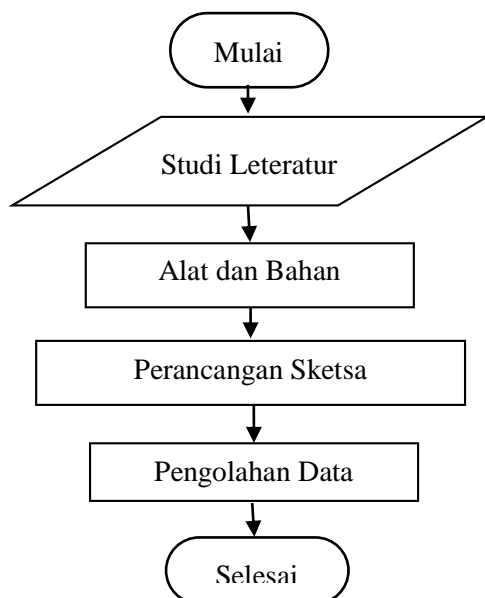 Mulai
Studi Leteratur
Alat dan Bahan
Perancangan Sketsa
Pengolahan Data
Selesai